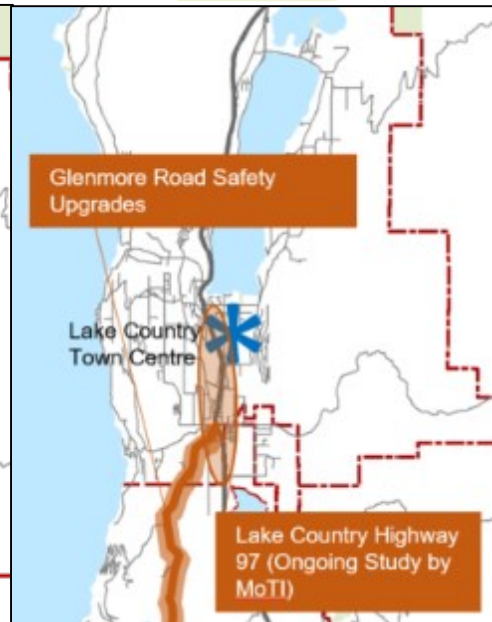 Glenmore Road Safety
Upgrades
Lake Country
Town Centre
Lake Country Highway
97 (Ongoing Study by
MoTI)